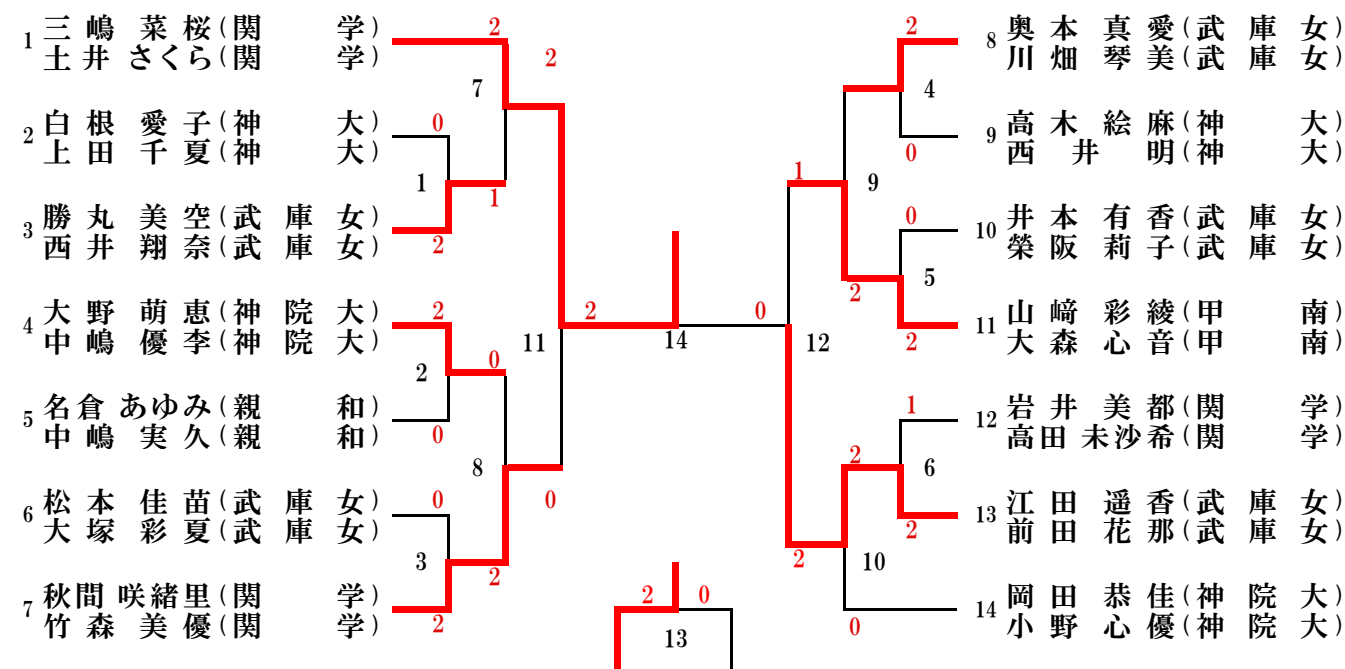 1 三嶋菜桜(関学)
土井さくら(関学)
2 白根愛子(神大)
上田千夏(神大)
3 勝丸美空(武庫女)
西井翔奈(武庫女)
4 大野萌恵(神院大)
中嶋優李(神院大)
5 名倉あゆみ(親和)
中嶋実久(親和)
6 松本佳苗(武庫女)
大塚彩夏(武庫女)
7 秋間咲緒里(関学)
竹森美優(関学)
2
2
7
0
1
1
2
2
0
2
0
8
0
0
3
2
2
11
2
14
0
2
13
0
1
12
2
9
2
10
0
2
4
0
0
5
2
1
2
6
2
8 奥本真愛(武庫女)
川畑琴美(武庫女)
9 高木絵麻(神大)
西井明(神大)
10 井本有香(武庫女)
榮阪莉子(武庫女)
11 山﨑彩綾(甲南)
大森心音(甲南)
12 岩井美都(関学)
高田未沙希(関学)
13 江田遥香(武庫女)
前田花那(武庫女)
14 岡田恭佳(神院大)
小野心優(神院大)